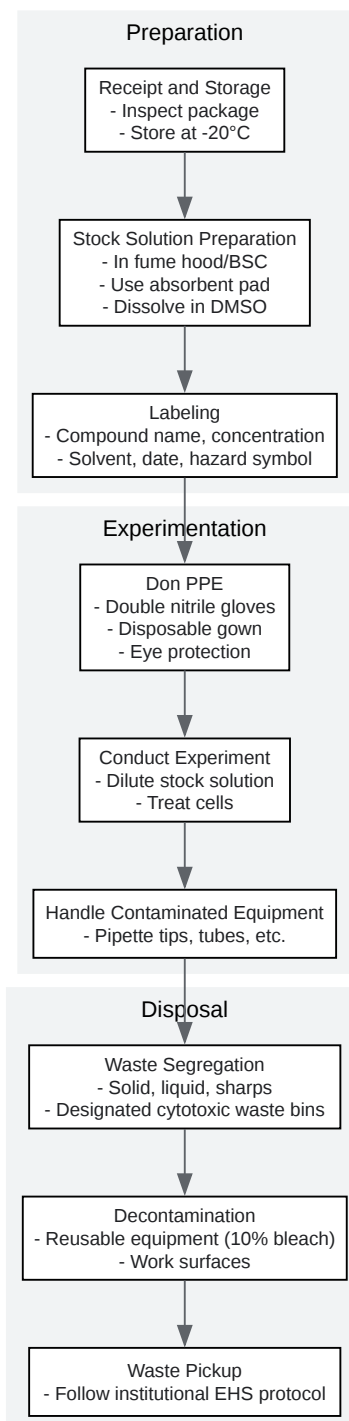 Preparation
Receipt and Storage
- Inspect package
- Store at -20°C
Stock Solution Preparation
- In fume hood/BSC
- Use absorbent pad
- Dissolve in DMSO
Labeling
- Compound name, concentration
- Solvent, date, hazard symbol
Experimentation
Don PPE
- Double nitrile gloves
- Disposable gown
- Eye protection
Conduct Experiment
- Dilute stock solution
- Treat cells
Handle Contaminated Equipment
- Pipette tips, tubes, etc.
Disposal
Waste Segregation
- Solid, liquid, sharps
- Designated cytotoxic waste bins
Decontamination
- Reusable equipment (10% bleach)
- Work surfaces
Waste Pickup
- Follow institutional EHS protocol